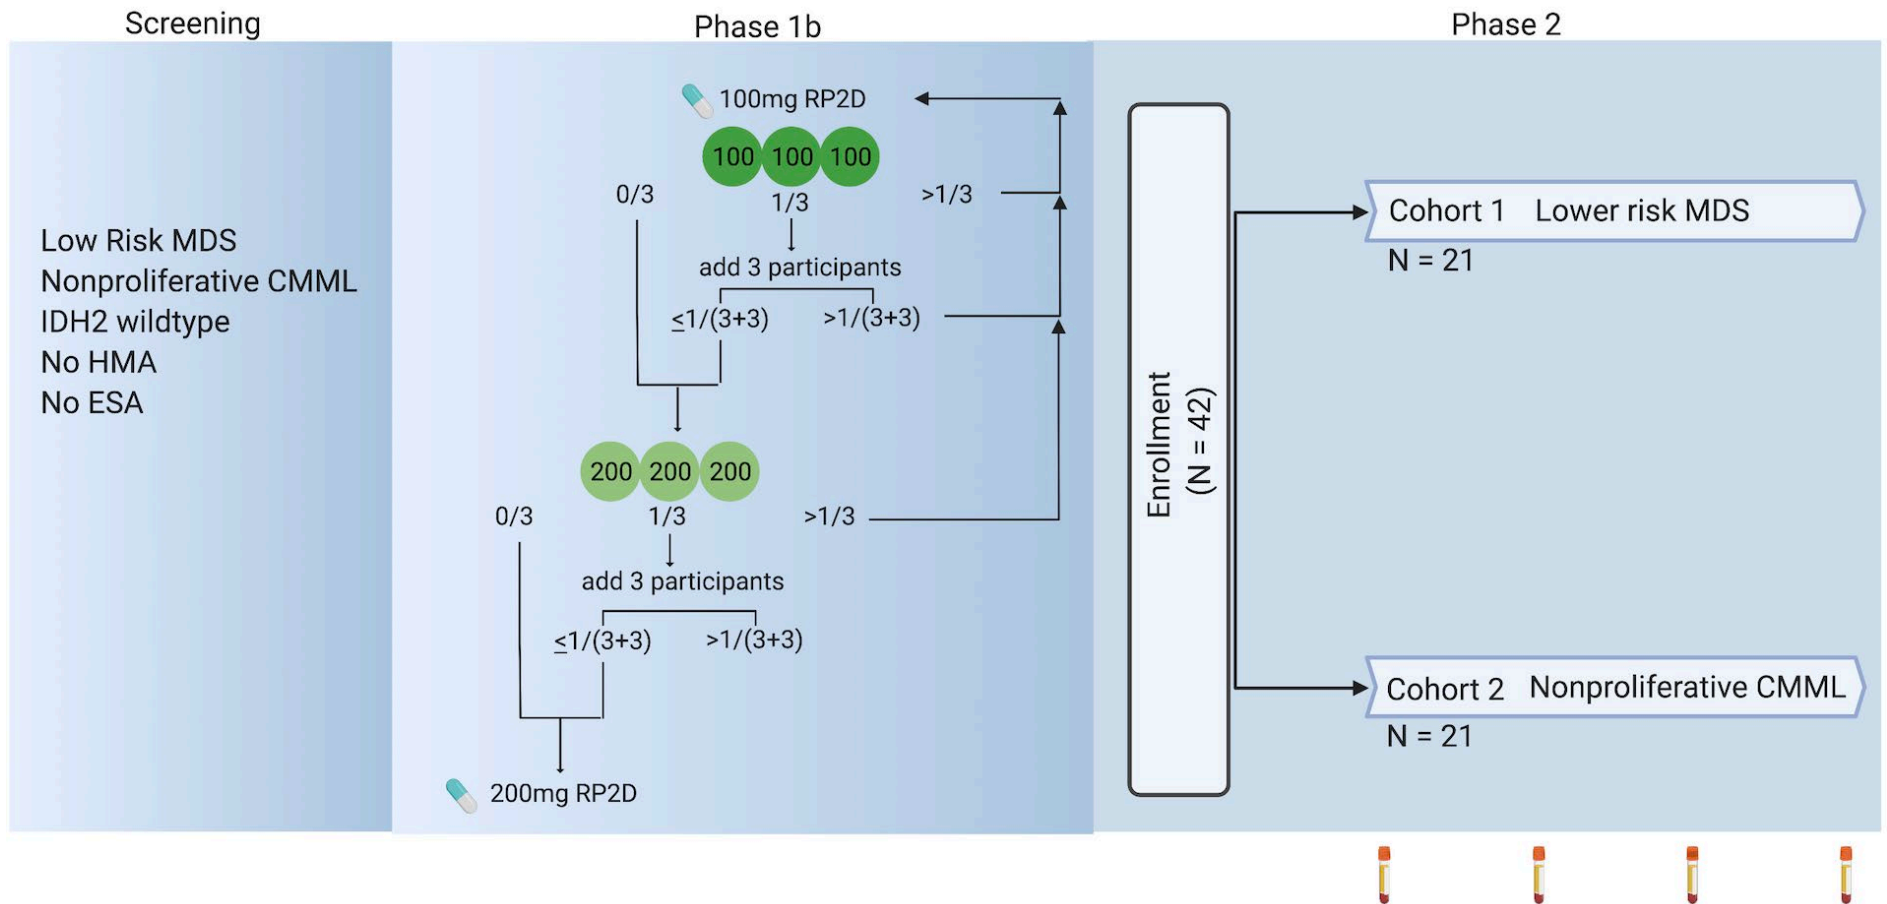 Screening
Phase 1b
Phase 2
Low Risk MDS
Nonproliferative CMML
IDH2 wildtype
No HMA
No ESA
100mg RP2D
100 100 100
0/3
1/3
>1/3
add 3 participants
≤1/(3+3)
>1/(3+3)
200 200 200
0/3
1/3
>1/3
add 3 participants
≤1/(3+3)
>1/(3+3)
200mg RP2D
Enrollment
(N = 42)
Cohort 1 Lower risk MDS
N = 21
Cohort 2 Nonproliferative CMML
N = 21